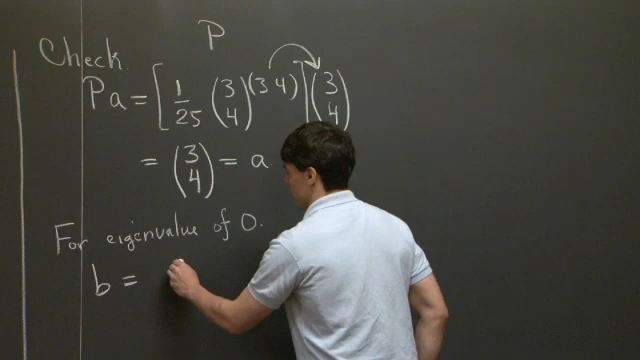 P
Check
Pa = [ 1/25 (3 4) (3 4) ] (3 4)
= (3 4) = a
For eigenvalue of 0.
b =